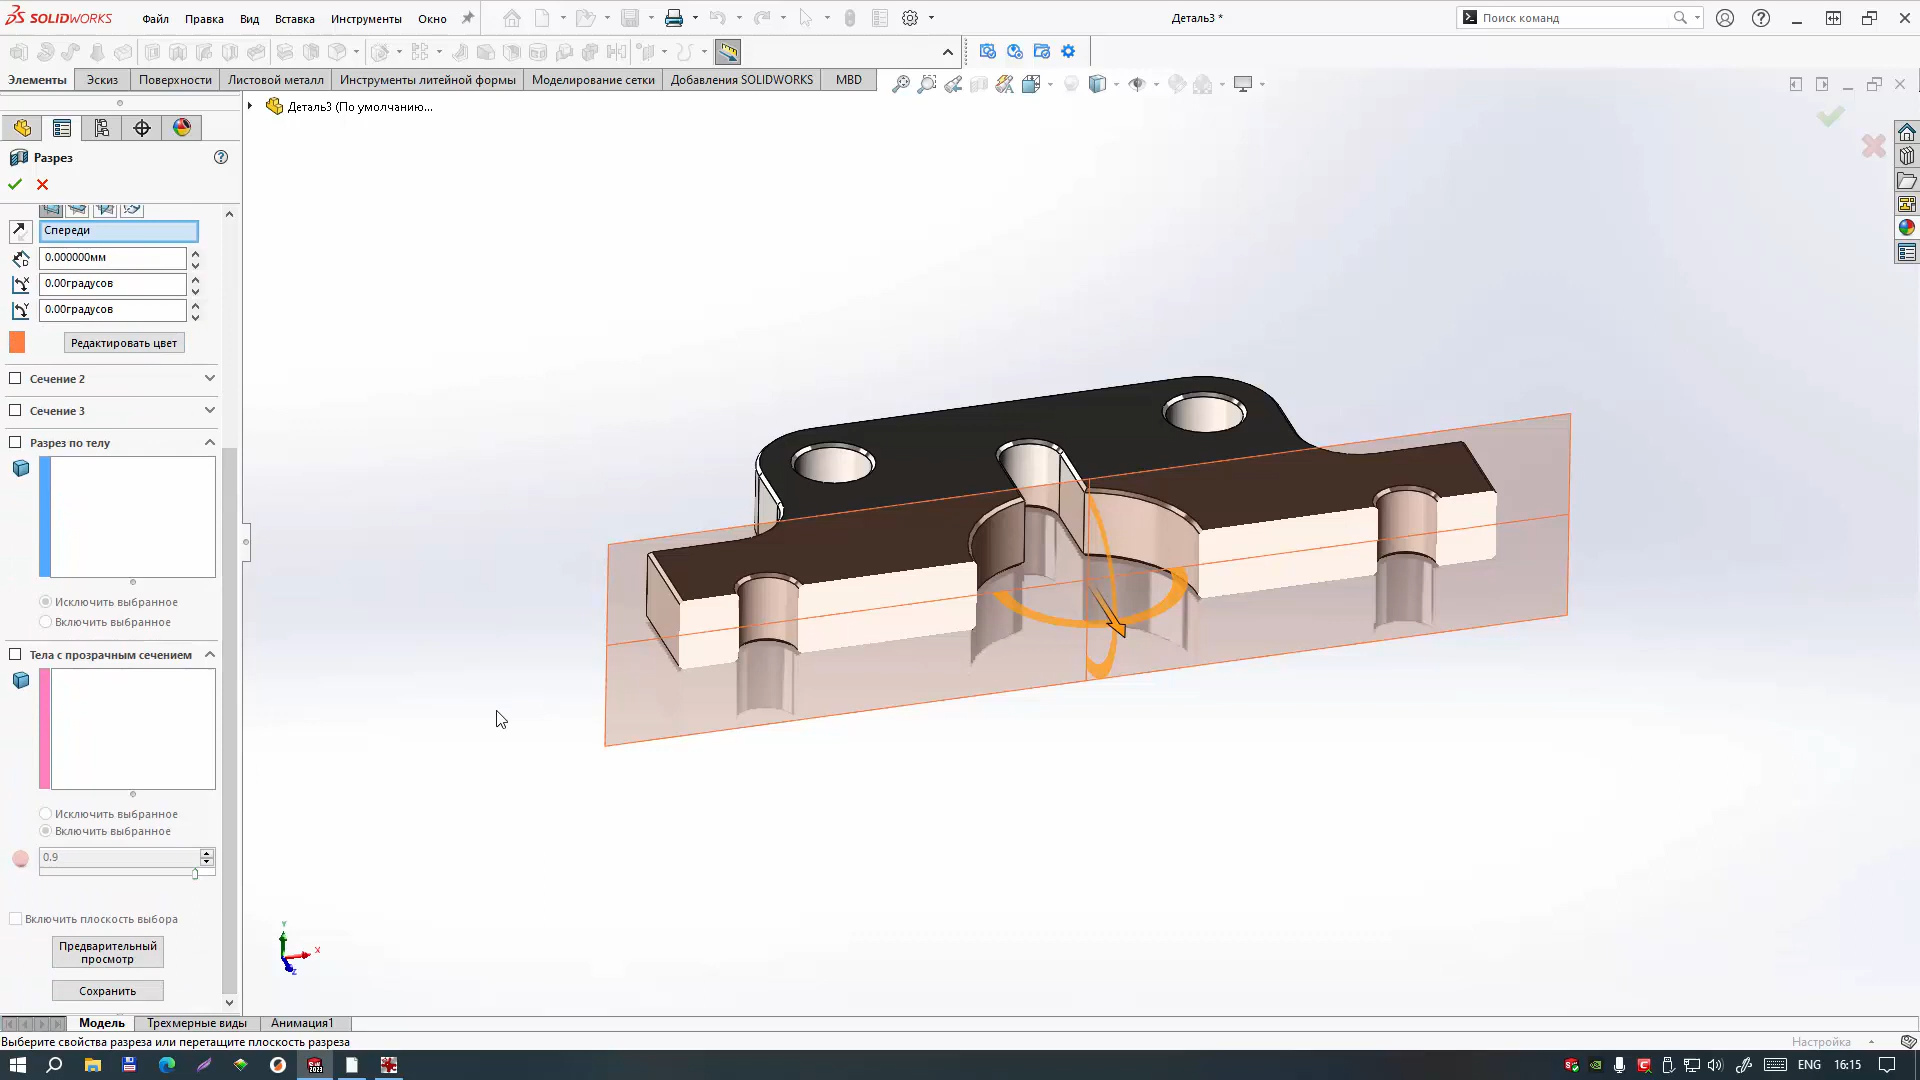 SOLIDWORKS
Файл Правка Вид Вставка Инструменты Окно
Деталь3 *
Поиск команд
Элементы Эскиз Поверхности Листовой металл Инструменты литейной формы Моделирование сетки Добавления SOLIDWORKS MBD
Деталь3 (По умолчанию...
Разрез
Спереди
0.000000мм
0.00градусов
0.00градусов
Редактировать цвет
Сечение 2
Сечение 3
Разрез по телу
Исключить выбранное
Включить выбранное
Тела с прозрачным сечением
Исключить выбранное
Включить выбранное
0.9
Включить плоскость выбора
Предварительный
просмотр
Сохранить
Y
X
Z
Модель Трехмерные виды Анимация1
Выберите свойства разреза или перетащите плоскость разреза
Настройка
ENG 16:15